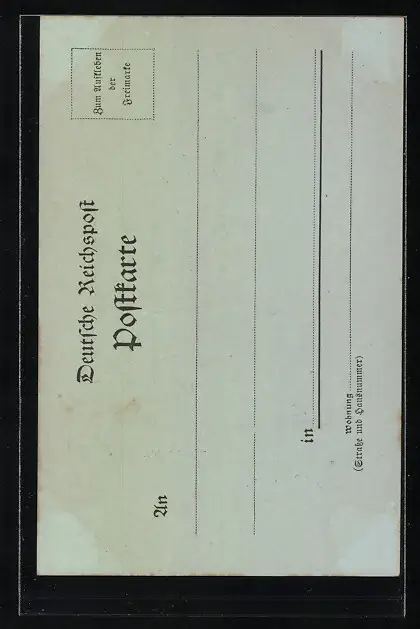 Deutsche Reichspost
Postkarte
Zum Aufkleben
der
Freimarke
An
in
Wohnung
(Straße und Hausnummer)